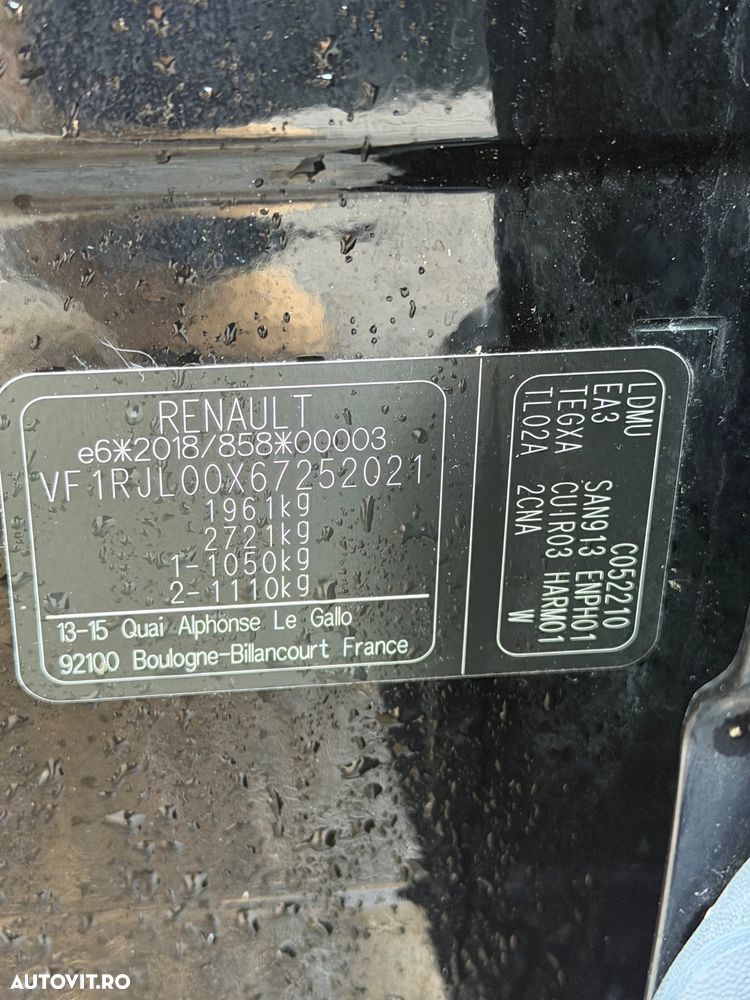 RENAULT
e6*2018/858*00003
VF1RJL00X67252021
1961kg
2721kg
1-1050kg
2-1110kg
13-15 Quai Alphonse Le Gallo
92100 Boulogne-Billancourt France
LDMU C052210
EA3 SAN913 ENPH01
TEGXA CUIR03 HARM01
TL02A 2CNA W
AUTOVIT.RO